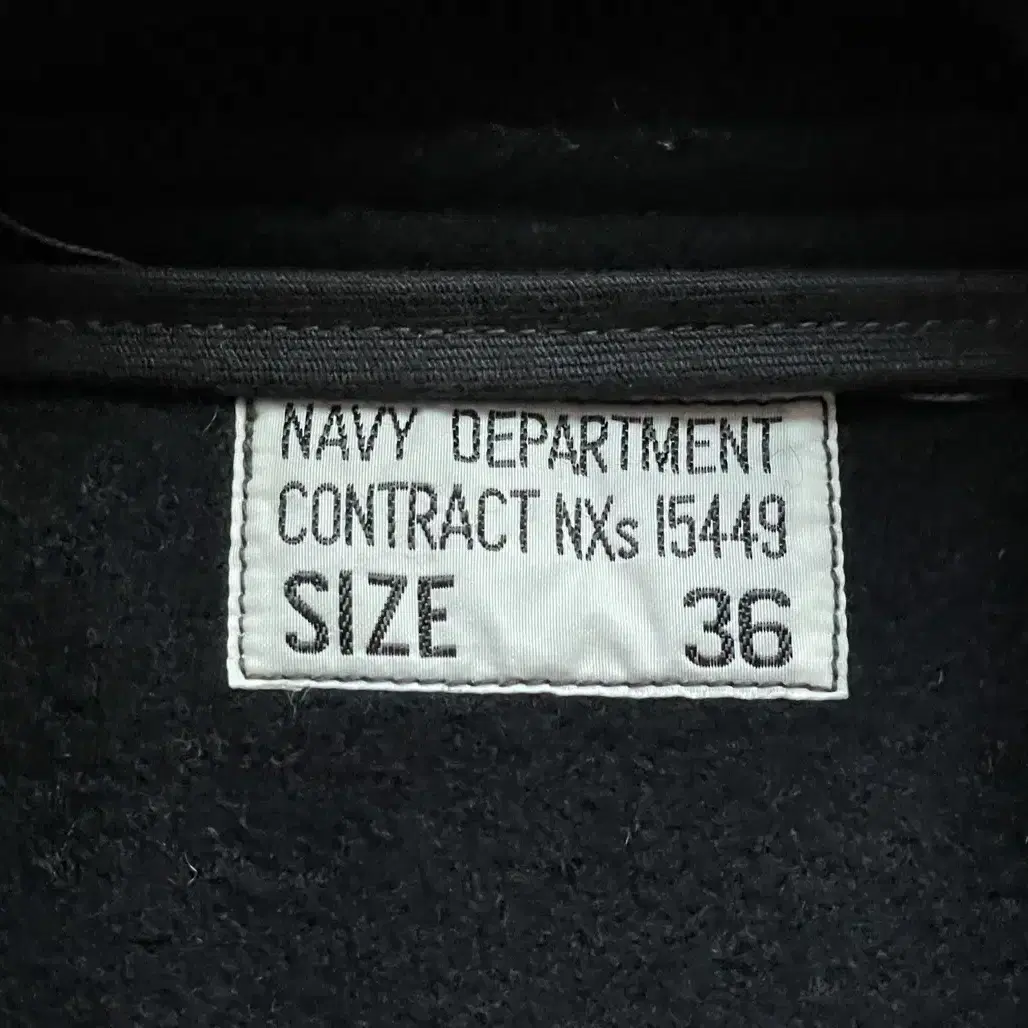 NAVY DEPARTMENT
CONTRACT NXs 15449
SIZE 36